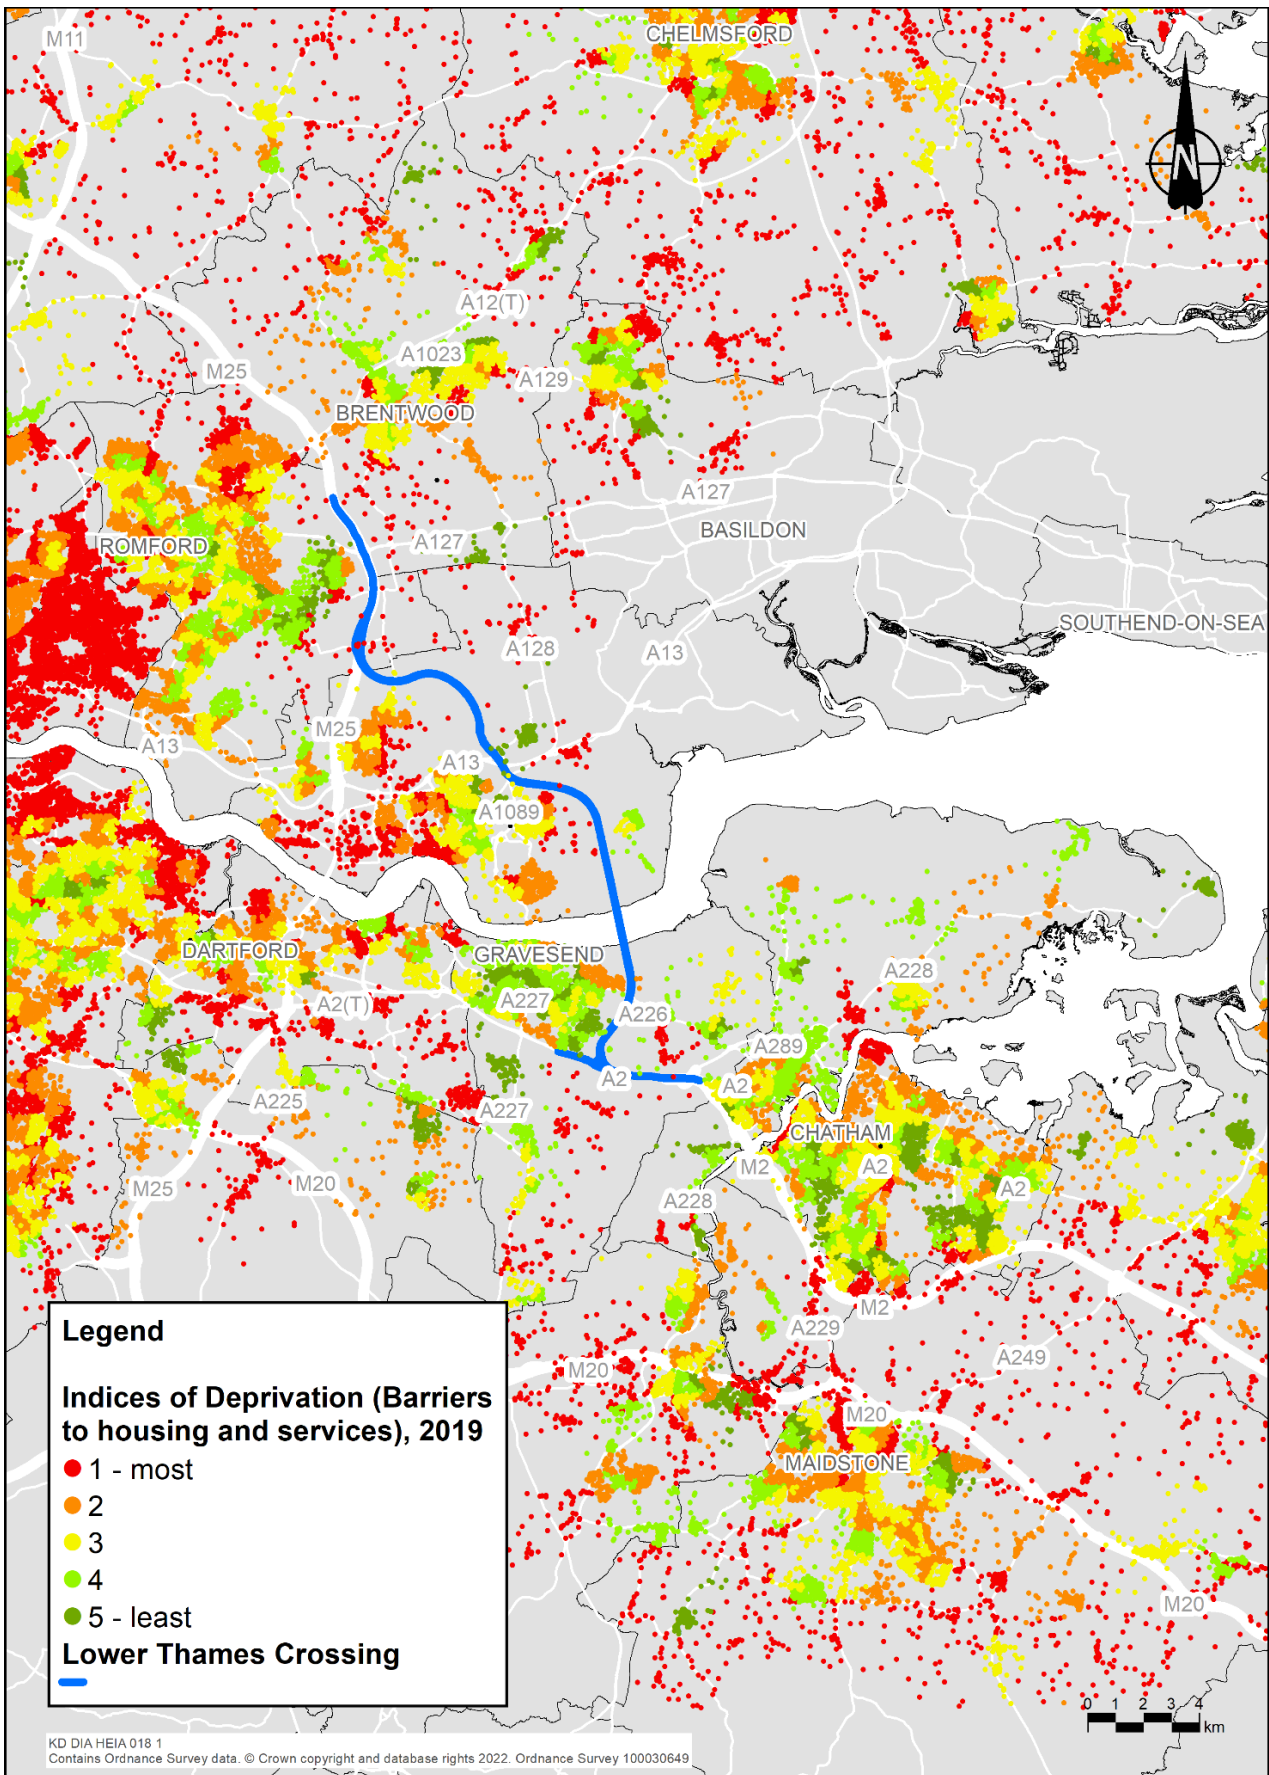 M11
CHELMSFORD
N
A12(T)
A1023
M25
A129
BRENTWOOD
A127
BASILDON
ROMFORD
A127
SOUTHEND-ON-SEA
A128
A13
M25
A13
A13
A1089
DARTFORD
GRAVESEND
A228
A227
A2(T)
A226
A289
A2
A2
A225
A227
CHATHAM
M2
A2
A2
M25
M20
A228
M2
A229
A249
M20
M20
MAIDSTONE
M20
Legend
Indices of Deprivation (Barriers
to housing and services), 2019
1 - most
2
3
4
5 - least
Lower Thames Crossing
0 1 2 3 4
km
KD DIA HEIA 018 1
Contains Ordnance Survey data. © Crown copyright and database rights 2022. Ordnance Survey 100030649